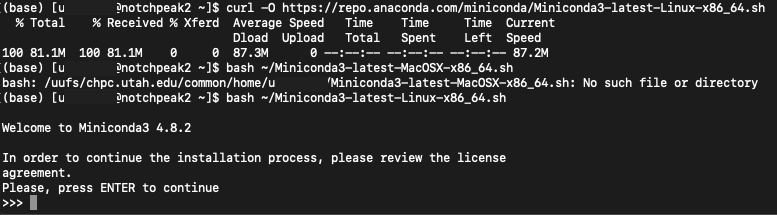 (base) [u @notchpeak2 ~]$ curl -O https://repo.anaconda.com/miniconda/Miniconda3-latest-Linux-x86_64.sh
% Total % Received % Xferd Average Speed Time Time Time Current
Dload Upload Total Spent Left Speed
100 81.1M 100 81.1M 0 0 87.3M 0 --:--:-- --:--:-- --:--:-- 87.2M
(base) [u @notchpeak2 ~]$ bash ~/Miniconda3-latest-MacOSX-x86_64.sh
bash: /uufs/chpc.utah.edu/common/home/u /Miniconda3-latest-MacOSX-x86_64.sh: No such file or directory
(base) [u @notchpeak2 ~]$ bash ~/Miniconda3-latest-Linux-x86_64.sh
Welcome to Miniconda3 4.8.2
In order to continue the installation process, please review the license
agreement.
Please, press ENTER to continue
>>>